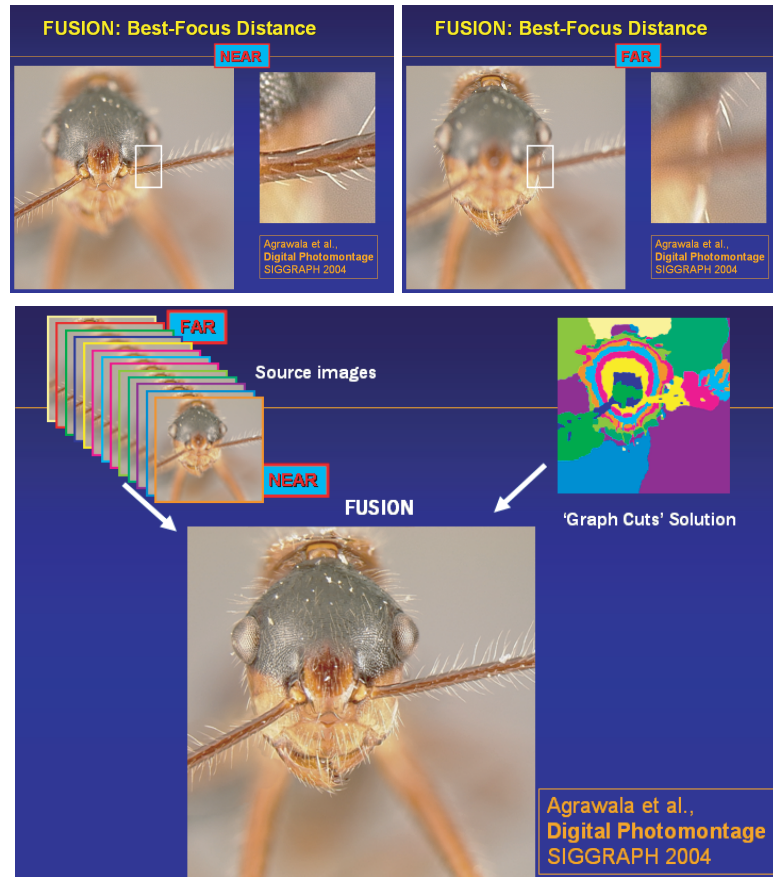 FUSION: Best-Focus Distance
NEAR
Agrawala et al.,
Digital Photomontage
SIGGRAPH 2004
FUSION: Best-Focus Distance
FAR
Agrawala et al.,
Digital Photomontage
SIGGRAPH 2004
FAR
Source images
NEAR
FUSION
‘Graph Cuts’ Solution
Agrawala et al.,
Digital Photomontage
SIGGRAPH 2004